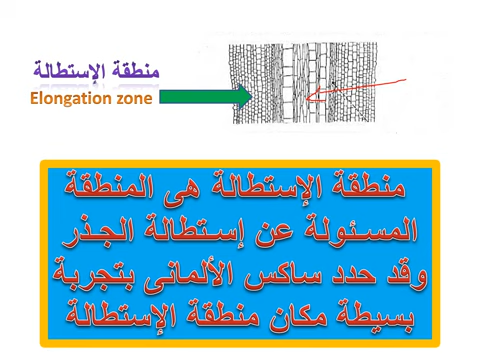 منطقة الإستطالة
Elongation zone
منطقة الإستطالة هى المنطقة
المسئولة عن إستطالة الجذر
وقد حدد ساكس الألمانى بتجربة
بسيطة مكان منطقة الإستطالة